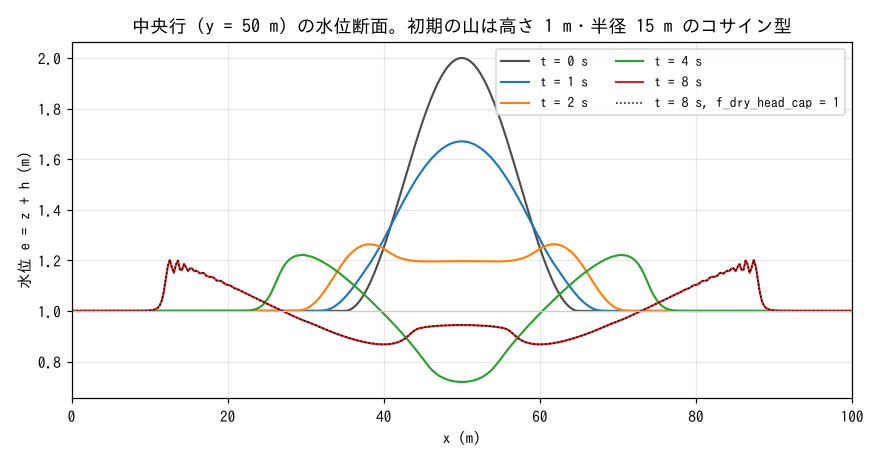 中央行 (y = 50 m) の水位断面。初期の山は高さ 1 m・半径 15 m のコサイン型
水位 e = z + h (m)
2.0
1.8
1.6
1.4
1.2
1.0
0.8
t = 0 s
t = 1 s
t = 2 s
t = 4 s
t = 8 s
t = 8 s, f_dry_head_cap = 1
0 20 40 60 80 100
x (m)